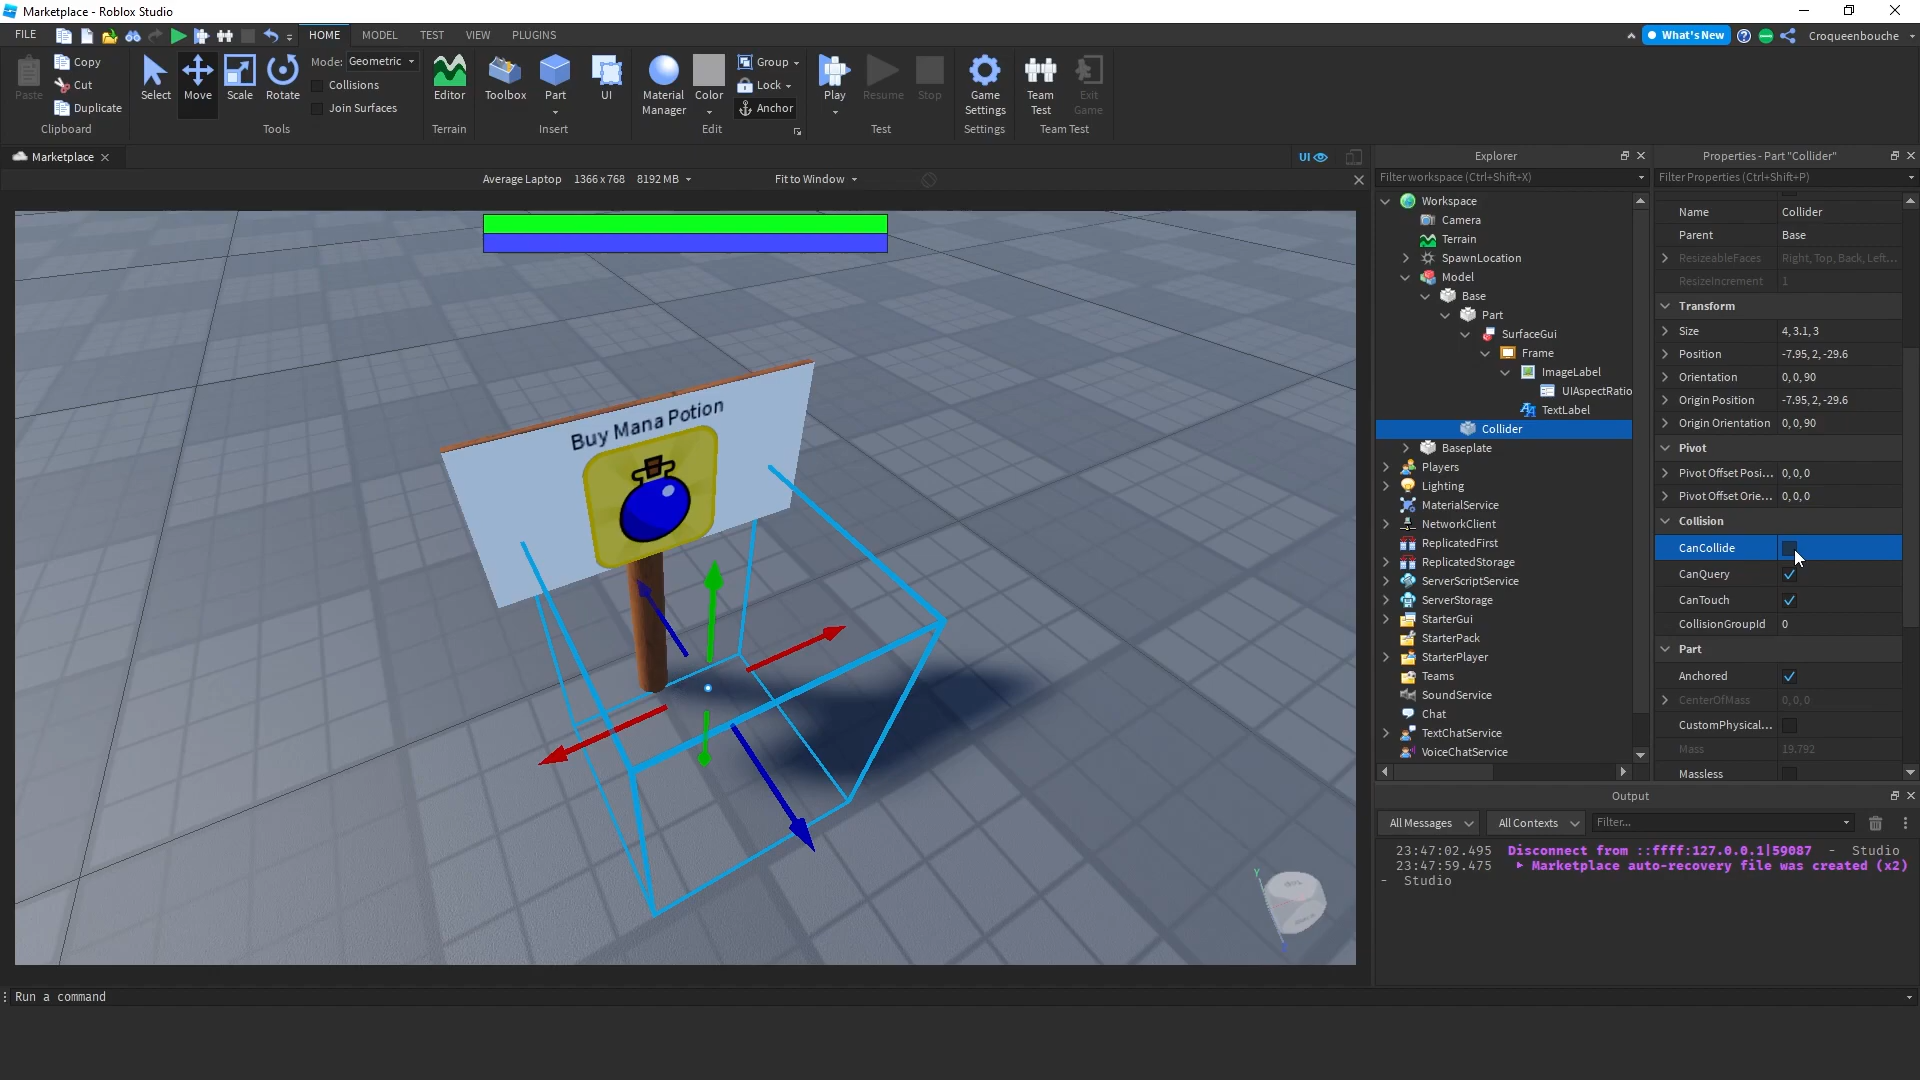 Marketplace - Roblox Studio
FILE HOME MODEL TEST VIEW PLUGINS What's New Croqueenbouche
Paste Copy Cut Duplicate
Clipboard
Select Move Scale Rotate Mode: Geometric Collisions Join Surfaces
Tools
Editor
Terrain
Toolbox Part UI
Insert
Material Manager Color Group Lock Anchor
Edit
Play Resume Stop
Test
Game Settings
Settings
Team Test Exit Game
Team Test
Marketplace
UI
Average Laptop 1366x768 8192 MB Fit to Window
Buy Mana Potion
Explorer
Filter workspace (Ctrl+Shift+X)
Workspace
Camera
Terrain
SpawnLocation
Model
Base
Part
SurfaceGui
Frame
ImageLabel
UIAspectRatio
TextLabel
Collider
Baseplate
Players
Lighting
MaterialService
NetworkClient
ReplicatedFirst
ReplicatedStorage
ServerScriptService
ServerStorage
StarterGui
StarterPack
StarterPlayer
Teams
SoundService
Chat
TextChatService
VoiceChatService
Properties - Part "Collider"
Filter Properties (Ctrl+Shift+P)
Name Collider
Parent Base
ResizeableFaces Right, Top, Back, Left...
ResizeIncrement 1
Transform
Size 4, 3.1, 3
Position -7.95, 2, -29.6
Orientation 0, 0, 90
Origin Position -7.95, 2, -29.6
Origin Orientation 0, 0, 90
Pivot
Pivot Offset Posi... 0, 0, 0
Pivot Offset Orie... 0, 0, 0
Collision
CanCollide
CanQuery
CanTouch
CollisionGroupId 0
Part
Anchored
CenterOfMass 0, 0, 0
CustomPhysical...
Mass 19.792
Massless
Output
All Messages All Contexts Filter...
23:47:02.495 Disconnect from ::ffff:127.0.0.1|59087 - Studio
23:47:59.475 Marketplace auto-recovery file was created (x2)
- Studio
Y
Run a command